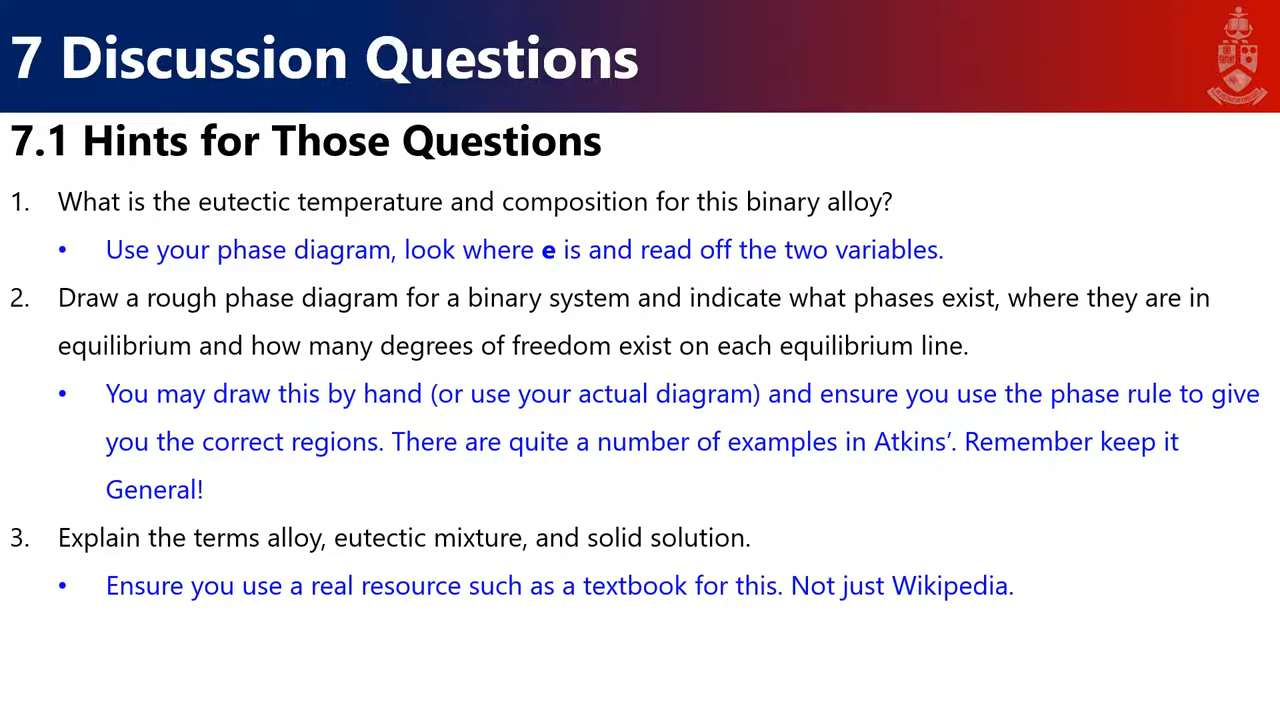 7 Discussion Questions
7.1 Hints for Those Questions
1. What is the eutectic temperature and composition for this binary alloy?
• Use your phase diagram, look where e is and read off the two variables.
2. Draw a rough phase diagram for a binary system and indicate what phases exist, where they are in
equilibrium and how many degrees of freedom exist on each equilibrium line.
• You may draw this by hand (or use your actual diagram) and ensure you use the phase rule to give
you the correct regions. There are quite a number of examples in Atkins’. Remember keep it
General!
3. Explain the terms alloy, eutectic mixture, and solid solution.
• Ensure you use a real resource such as a textbook for this. Not just Wikipedia.